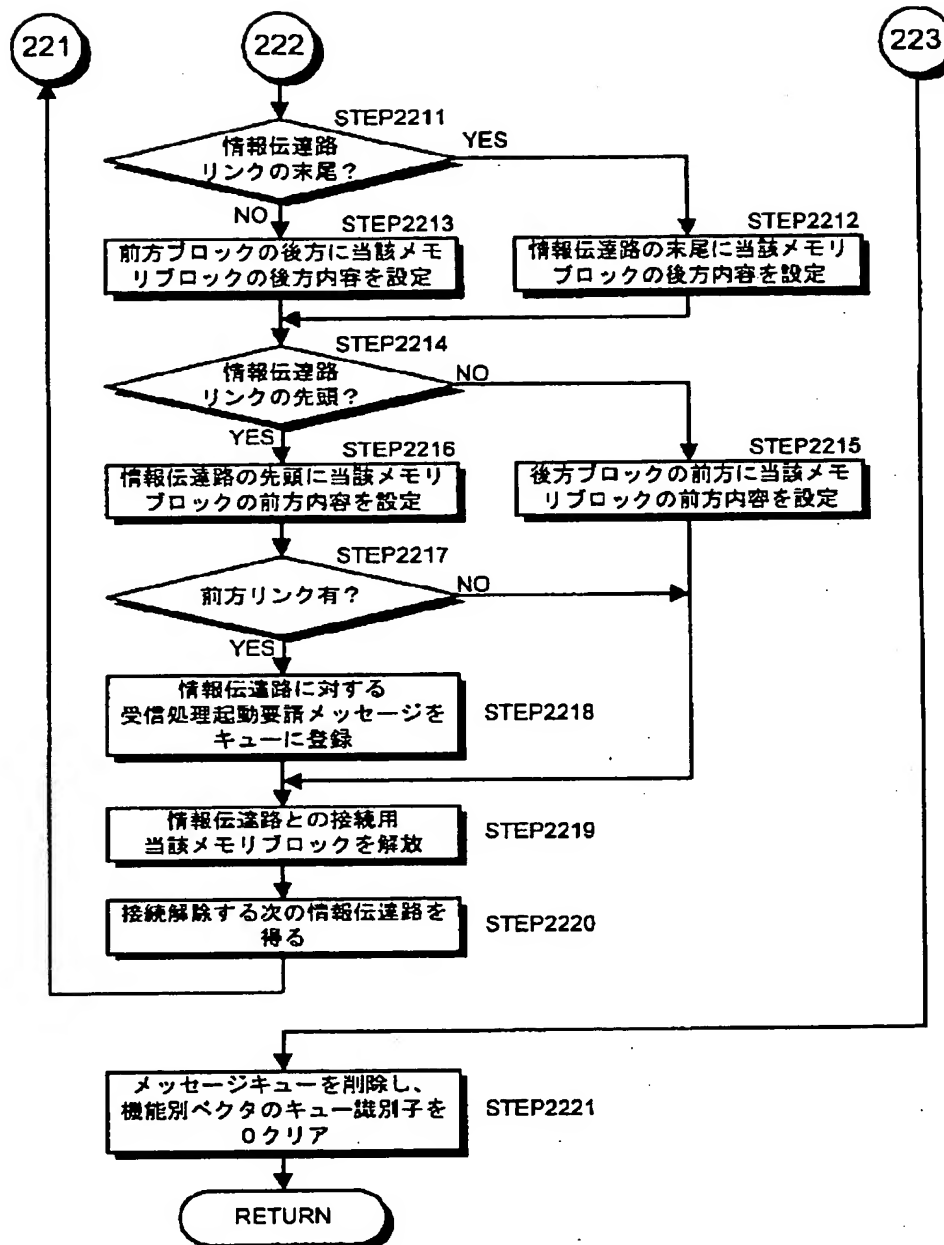 221
222
223
STEP2211
情報伝達路
リンクの末尾?
YES
NO
STEP2213
前方ブロックの後方に当該メモ
リブロックの後方内容を設定
STEP2212
情報伝達路の末尾に当該メモリ
ブロックの後方内容を設定
STEP2214
情報伝達路
リンクの先頭?
NO
YES
STEP2216
情報伝達路の先頭に当該メモリ
ブロックの前方内容を設定
STEP2215
後方ブロックの前方に当該メモ
リブロックの前方内容を設定
STEP2217
前方リンク有?
NO
YES
情報伝達路に対する
受信処理起動要請メッセージを
キューに登録
STEP2218
情報伝達路との接続用
当該メモリブロックを解放
STEP2219
接続解除する次の情報伝達路を
得る
STEP2220
メッセージキューを削除し、
機能別ベクタのキュー識別子を
0クリア
STEP2221
RETURN